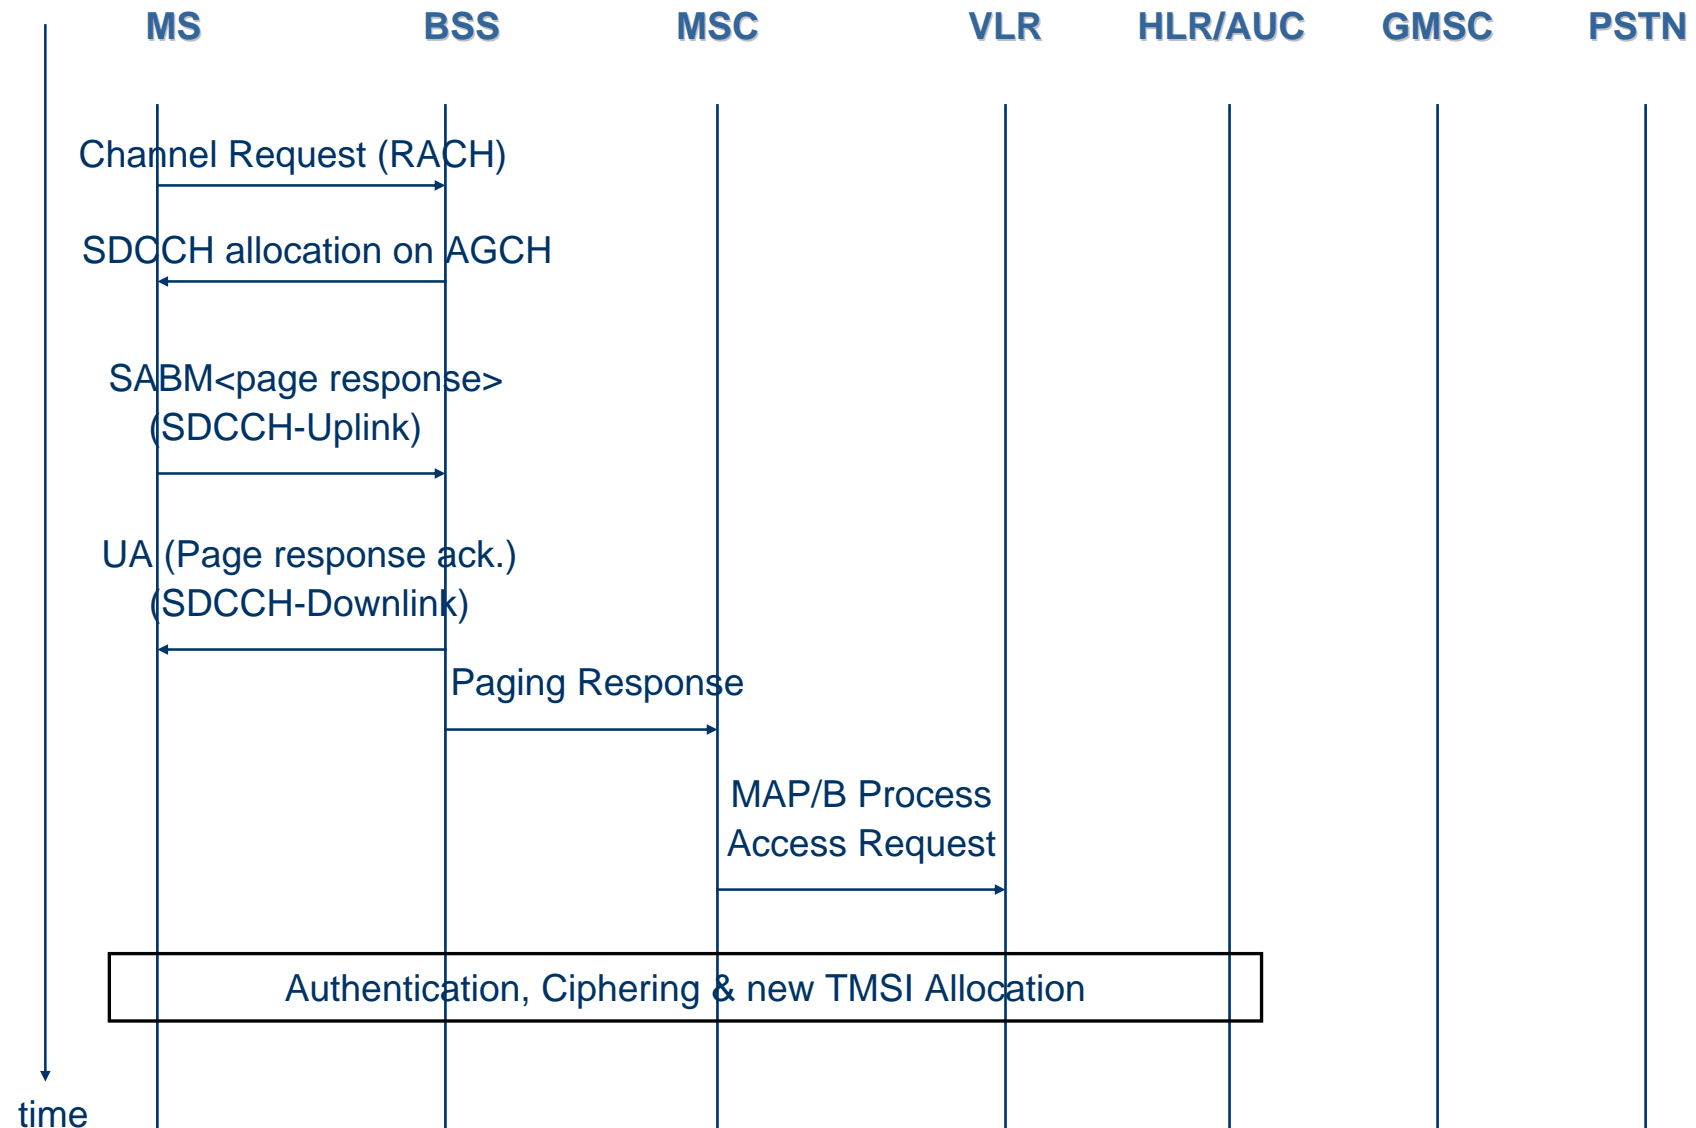 MS BSS MSC VLR HLR/AUC GMSC PSTN
Channel Request (RACH)
SDCCH allocation on AGCH
SABM<page response>
(SDCCH-Uplink)
UA (Page response ack.)
(SDCCH-Downlink)
Paging Response
MAP/B Process
Access Request
Authentication, Ciphering & new TMSI Allocation
time